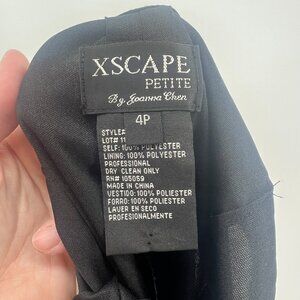 XSCAPE
PETITE
By Joanna Chen
4P
STYLE#
LOT# 11
SELF: 100% POLYESTER
LINING: 100% POLYESTER
PROFESSIONAL
DRY CLEAN ONLY
RN# 105059
MADE IN CHINA
VESTIDO: 100% POLIESTER
FORRO: 100% POLIESTER
LAVER EN SECO
PROFESIONALMENTE